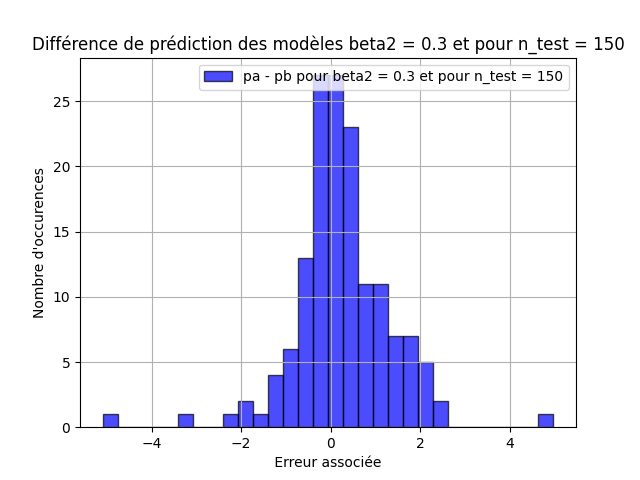 Différence de prédiction des modèles beta2 = 0.3 et pour n_test = 150
pa - pb pour beta2 = 0.3 et pour n_test = 150
Nombre d'occurences
25
20
15
10
5
0
−4
−2
0
2
4
Erreur associée